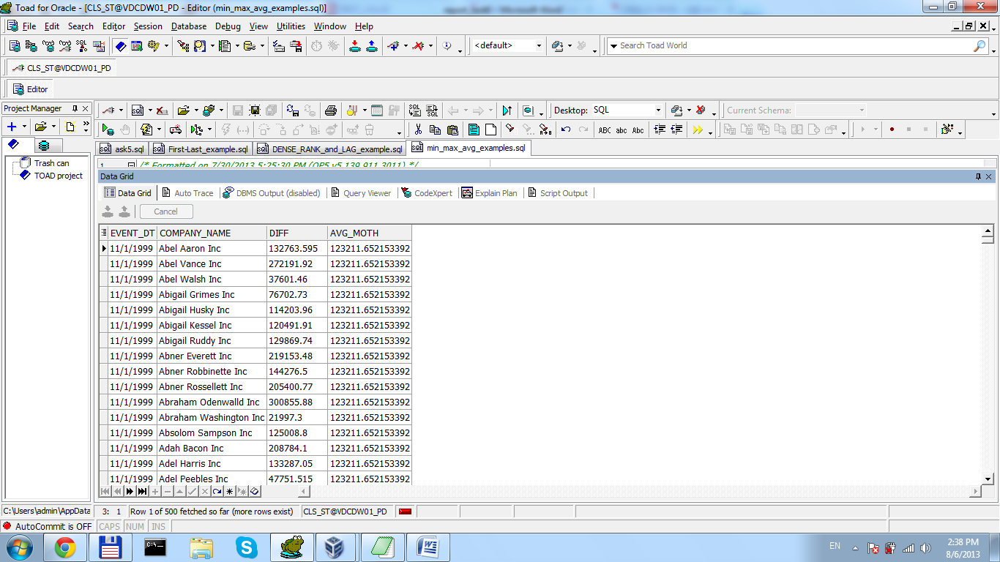 Toad for Oracle - [CLS_ST@VDCDW01_PD - Editor (min_max_avg_examples.sql)]
File Edit Search Editor Session Database Debug View Utilities Window Help
<default> Search Toad World
CLS_ST@VDCDW01_PD
Editor
Project Manager
Desktop: SQL Current Schema:
ABC abc Abc
ask5.sql First-Last_example.sql DENSE_RANK_and_LAG_example.sql min_max_avg_examples.sql
Trash can
TOAD project
1 /* Formatted on 7/30/2013 5:25:30 PM (QP5 v5.139.911.3011) */
Data Grid
Data Grid Auto Trace DBMS Output (disabled) Query Viewer CodeXpert Explain Plan Script Output
Cancel
EVENT_DT COMPANY_NAME DIFF AVG_MOTH
11/1/1999 Abel Aaron Inc 132763.595 123211.652153392
11/1/1999 Abel Vance Inc 272191.92 123211.652153392
11/1/1999 Abel Walsh Inc 37601.46 123211.652153392
11/1/1999 Abigail Grimes Inc 76702.73 123211.652153392
11/1/1999 Abigail Husky Inc 114203.96 123211.652153392
11/1/1999 Abigail Kessel Inc 120491.91 123211.652153392
11/1/1999 Abigail Ruddy Inc 129869.74 123211.652153392
11/1/1999 Abner Everett Inc 219153.48 123211.652153392
11/1/1999 Abner Robbinette Inc 144276.5 123211.652153392
11/1/1999 Abner Rossellett Inc 205400.77 123211.652153392
11/1/1999 Abraham Odenwalld Inc 300855.88 123211.652153392
11/1/1999 Abraham Washington Inc 21997.3 123211.652153392
11/1/1999 Absolom Sampson Inc 125008.8 123211.652153392
11/1/1999 Adah Bacon Inc 208784.1 123211.652153392
11/1/1999 Adel Harris Inc 133287.05 123211.652153392
11/1/1999 Adel Peebles Inc 47751.515 123211.652153392
C:\Users\admin\AppData 3: 1 Row 1 of 500 fetched so far (more rows exist) CLS_ST@VDCDW01_PD
AutoCommit is OFF CAPS NUM INS
EN 2:38 PM
8/6/2013